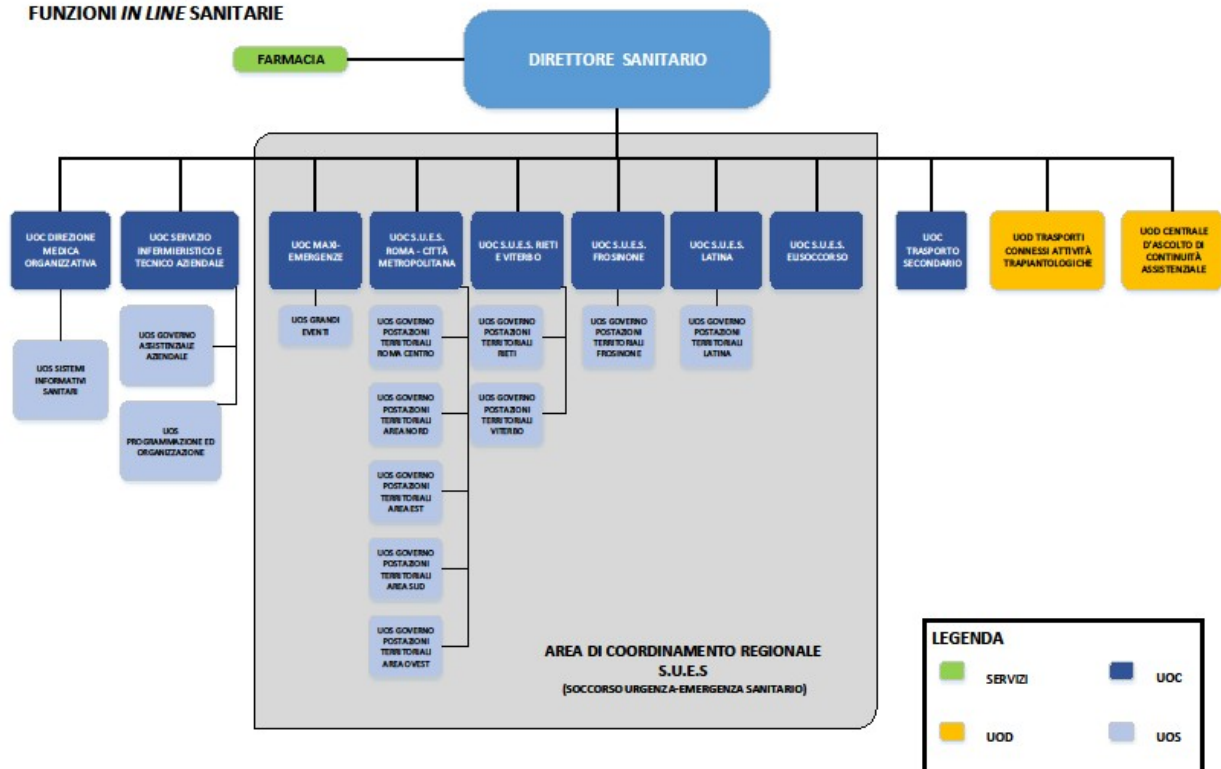 FUNZIONI IN LINE SANITARIE
FARMACIA
DIRETTORE SANITARIO
UOC DIREZIONE
MEDICA
ORGANIZZATIVA
UOC SERVIZIO
INFERMIERISTICO E
TECNICO AZIENDALE
UOC MAXI-
EMERGENZE
UOC S.U.E.S.
ROMA - CITTÀ
METROPOLITANA
UOC S.U.E.S. RIETI
E VITERBO
UOC S.U.E.S.
FROSINONE
UOC S.U.E.S.
LATINA
UOC S.U.E.S.
ELISOCCORSO
UOC
TRASPORTO
SECONDARIO
UOD TRASPORTI
CONNESSI ATTIVITÀ
TRAPIANTOLOGICHE
UOD CENTRALE
D'ASCOLTO DI
CONTINUITÀ
ASSISTENZIALE
UOS SISTEMI
INFORMATIVI
SANITARI
UOS GOVERNO
ASSISTENZIALE
AZIENDALE
UOS
PROGRAMMAZIONE ED
ORGANIZZAZIONE
UOS GRANDI
EVENTI
UOS GOVERNO
POSTAZIONI
TERRITORIALI
ROMA CENTRO
UOS GOVERNO
POSTAZIONI
TERRITORIALI
AREA NORD
UOS GOVERNO
POSTAZIONI
TERRITORIALI
AREA EST
UOS GOVERNO
POSTAZIONI
TERRITORIALI
AREA SUD
UOS GOVERNO
POSTAZIONI
TERRITORIALI
AREA OVEST
UOS GOVERNO
POSTAZIONI
TERRITORIALI
RIETI
UOS GOVERNO
POSTAZIONI
TERRITORIALI
VITERBO
UOS GOVERNO
POSTAZIONI
TERRITORIALI
FROSINONE
UOS GOVERNO
POSTAZIONI
TERRITORIALI
LATINA
AREA DI COORDINAMENTO REGIONALE
S.U.E.S
(SOCCORSO URGENZA-EMERGENZA SANITARIO)
LEGENDA
SERVIZI
UOC
UOD
UOS